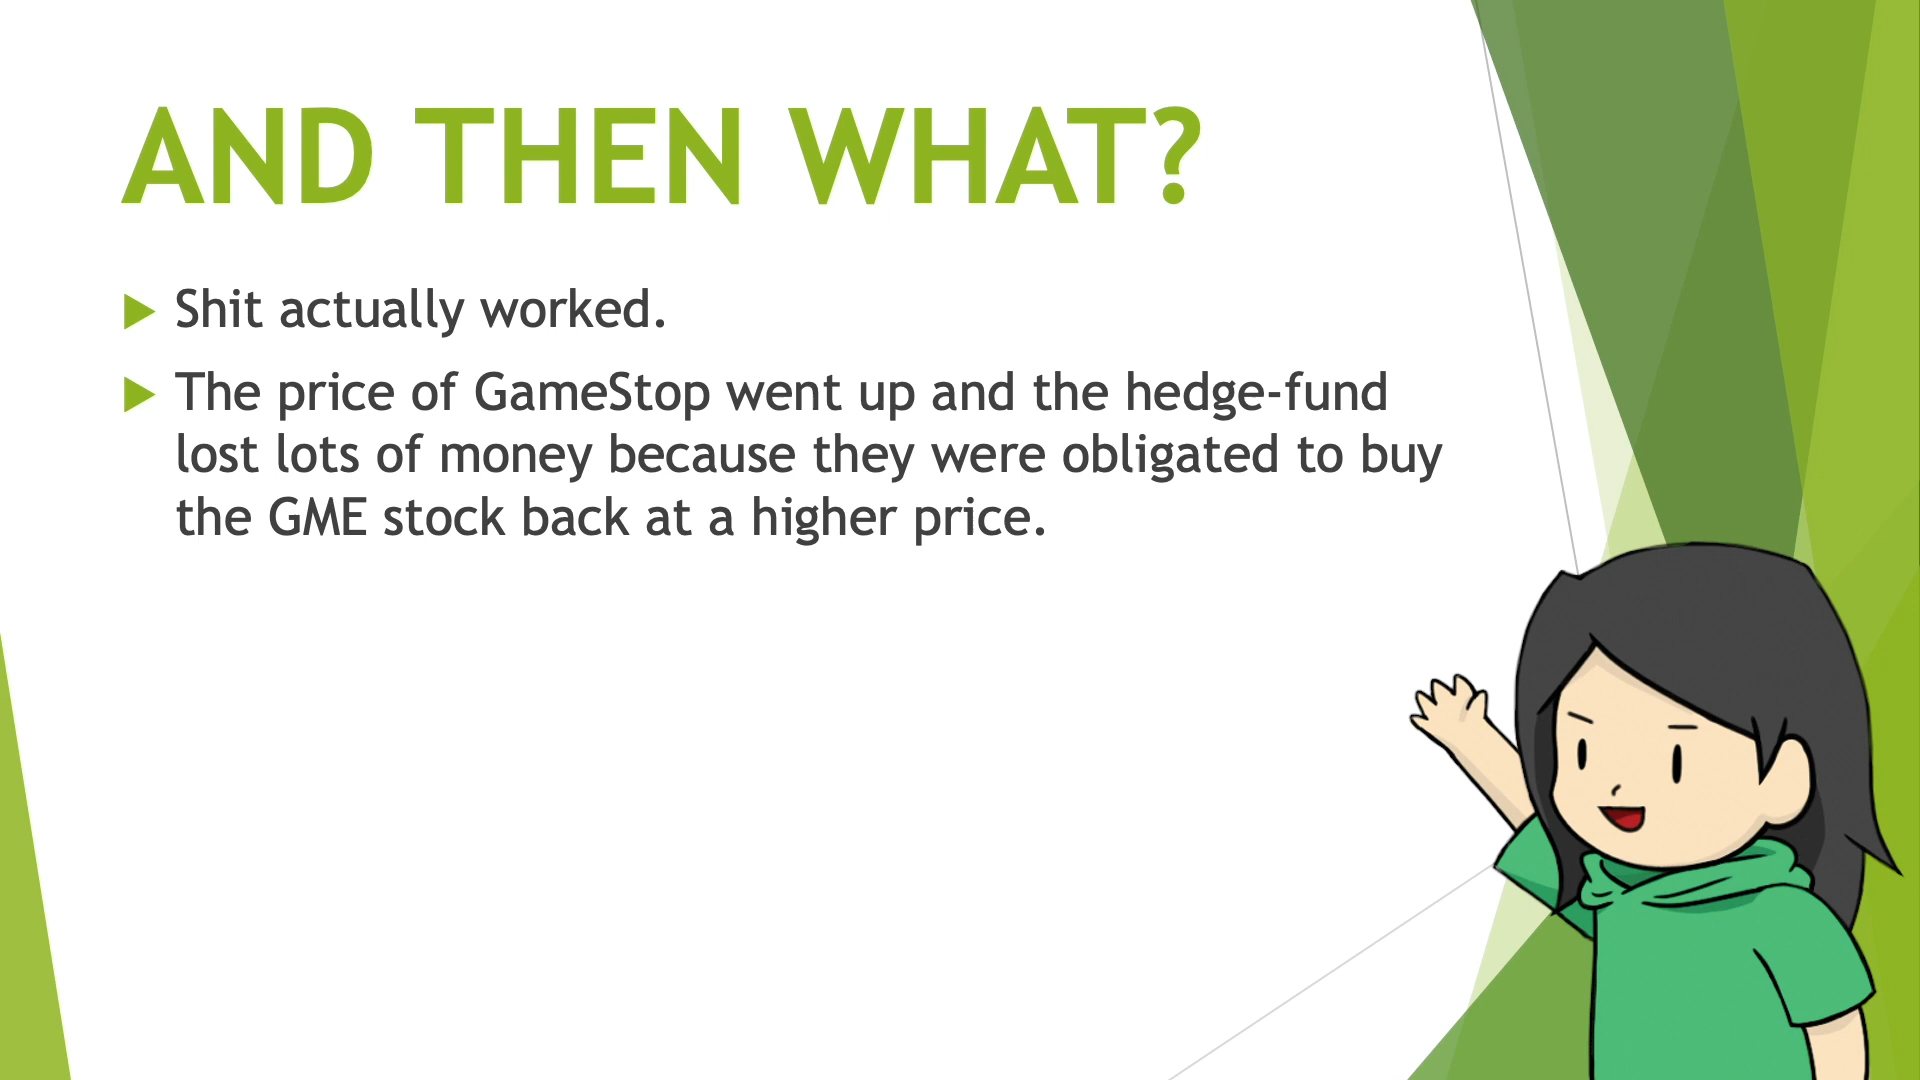 AND THEN WHAT?
Shit actually worked.
The price of GameStop went up and the hedge-fund
lost lots of money because they were obligated to buy
the GME stock back at a higher price.